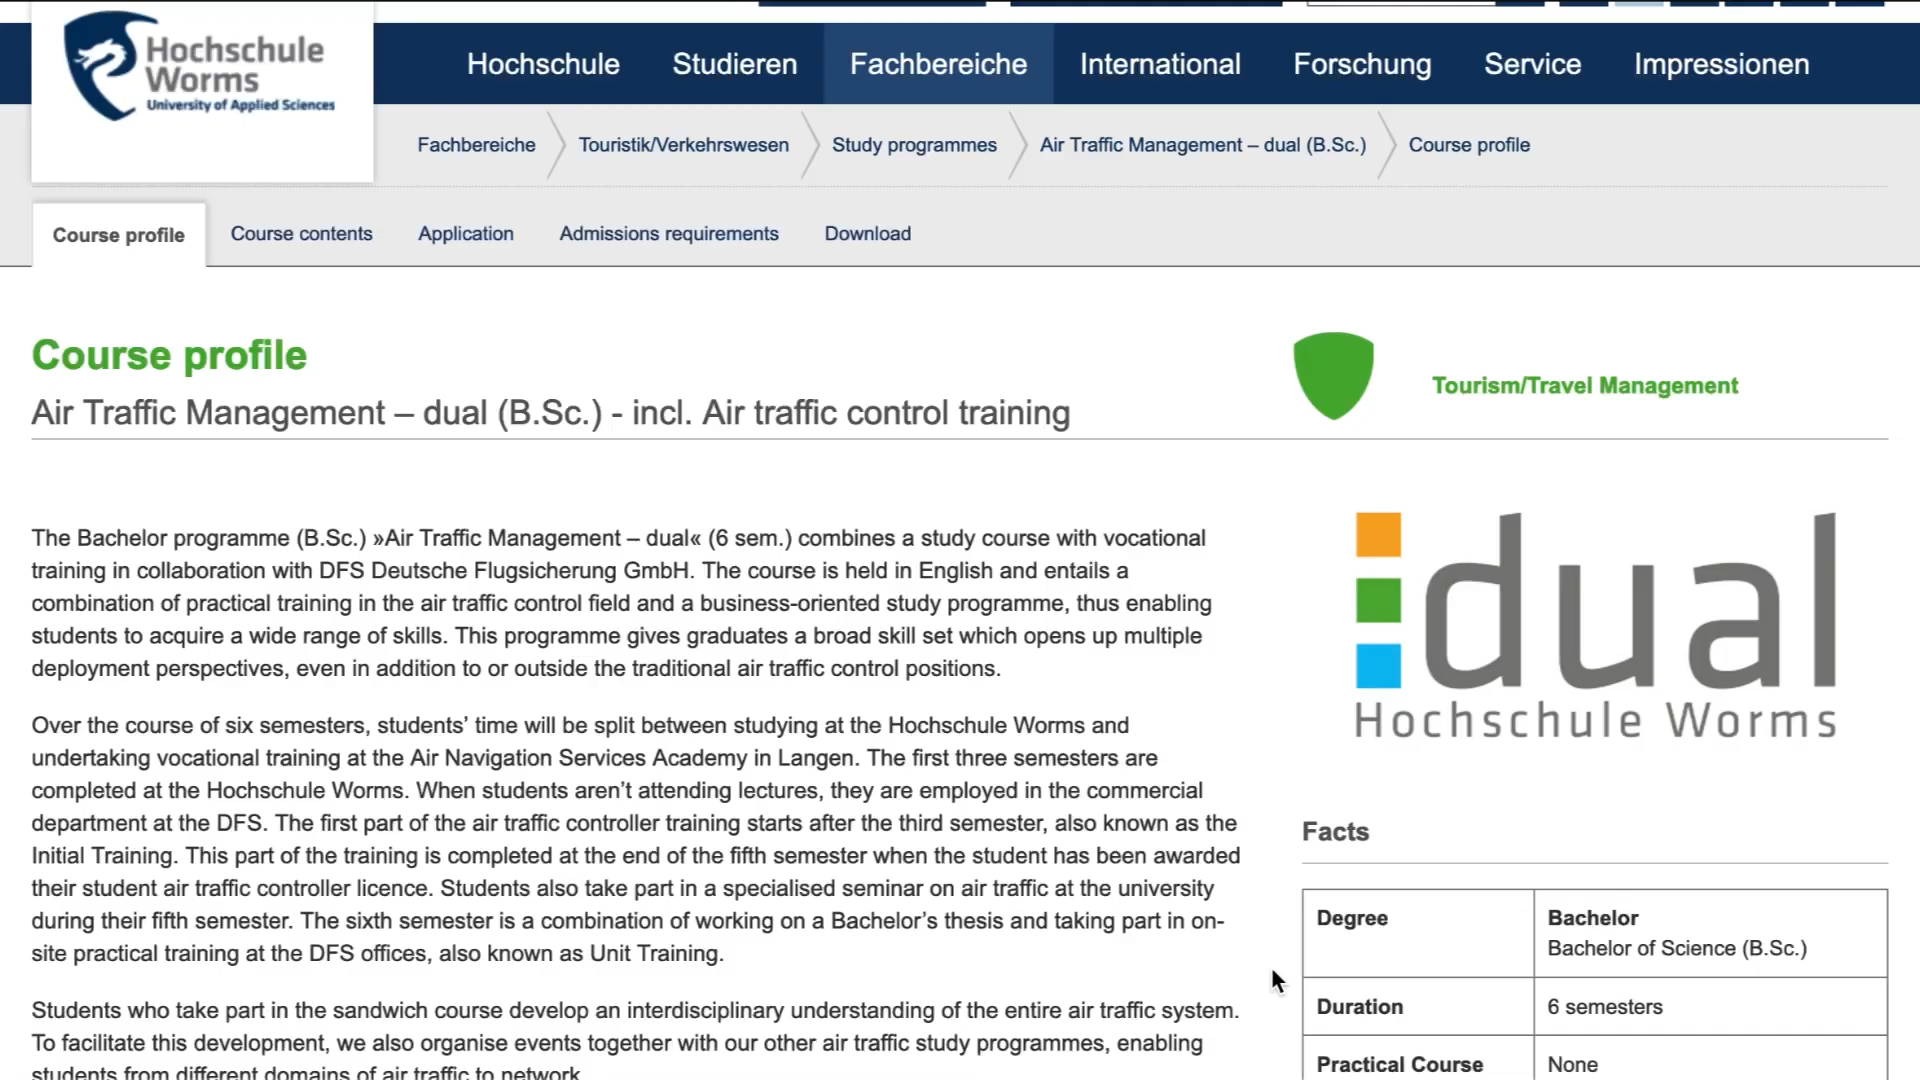 Hochschule
Worms
University of Applied Sciences
Hochschule Studieren Fachbereiche International Forschung Service Impressionen
Fachbereiche Touristik/Verkehrswesen Study programmes Air Traffic Management – dual (B.Sc.) Course profile
Course profile Course contents Application Admissions requirements Download
Course profile
Air Traffic Management – dual (B.Sc.) - incl. Air traffic control training
Tourism/Travel Management
The Bachelor programme (B.Sc.) »Air Traffic Management – dual« (6 sem.) combines a study course with vocational
training in collaboration with DFS Deutsche Flugsicherung GmbH. The course is held in English and entails a
combination of practical training in the air traffic control field and a business-oriented study programme, thus enabling
students to acquire a wide range of skills. This programme gives graduates a broad skill set which opens up multiple
deployment perspectives, even in addition to or outside the traditional air traffic control positions.
Over the course of six semesters, students’ time will be split between studying at the Hochschule Worms and
undertaking vocational training at the Air Navigation Services Academy in Langen. The first three semesters are
completed at the Hochschule Worms. When students aren’t attending lectures, they are employed in the commercial
department at the DFS. The first part of the air traffic controller training starts after the third semester, also known as the
Initial Training. This part of the training is completed at the end of the fifth semester when the student has been awarded
their student air traffic controller licence. Students also take part in a specialised seminar on air traffic at the university
during their fifth semester. The sixth semester is a combination of working on a Bachelor’s thesis and taking part in on-
site practical training at the DFS offices, also known as Unit Training.
Students who take part in the sandwich course develop an interdisciplinary understanding of the entire air traffic system.
To facilitate this development, we also organise events together with our other air traffic study programmes, enabling
students from different domains of air traffic to network.
dual
Hochschule Worms
Facts
Degree Bachelor
Bachelor of Science (B.Sc.)
Duration 6 semesters
Practical Course None